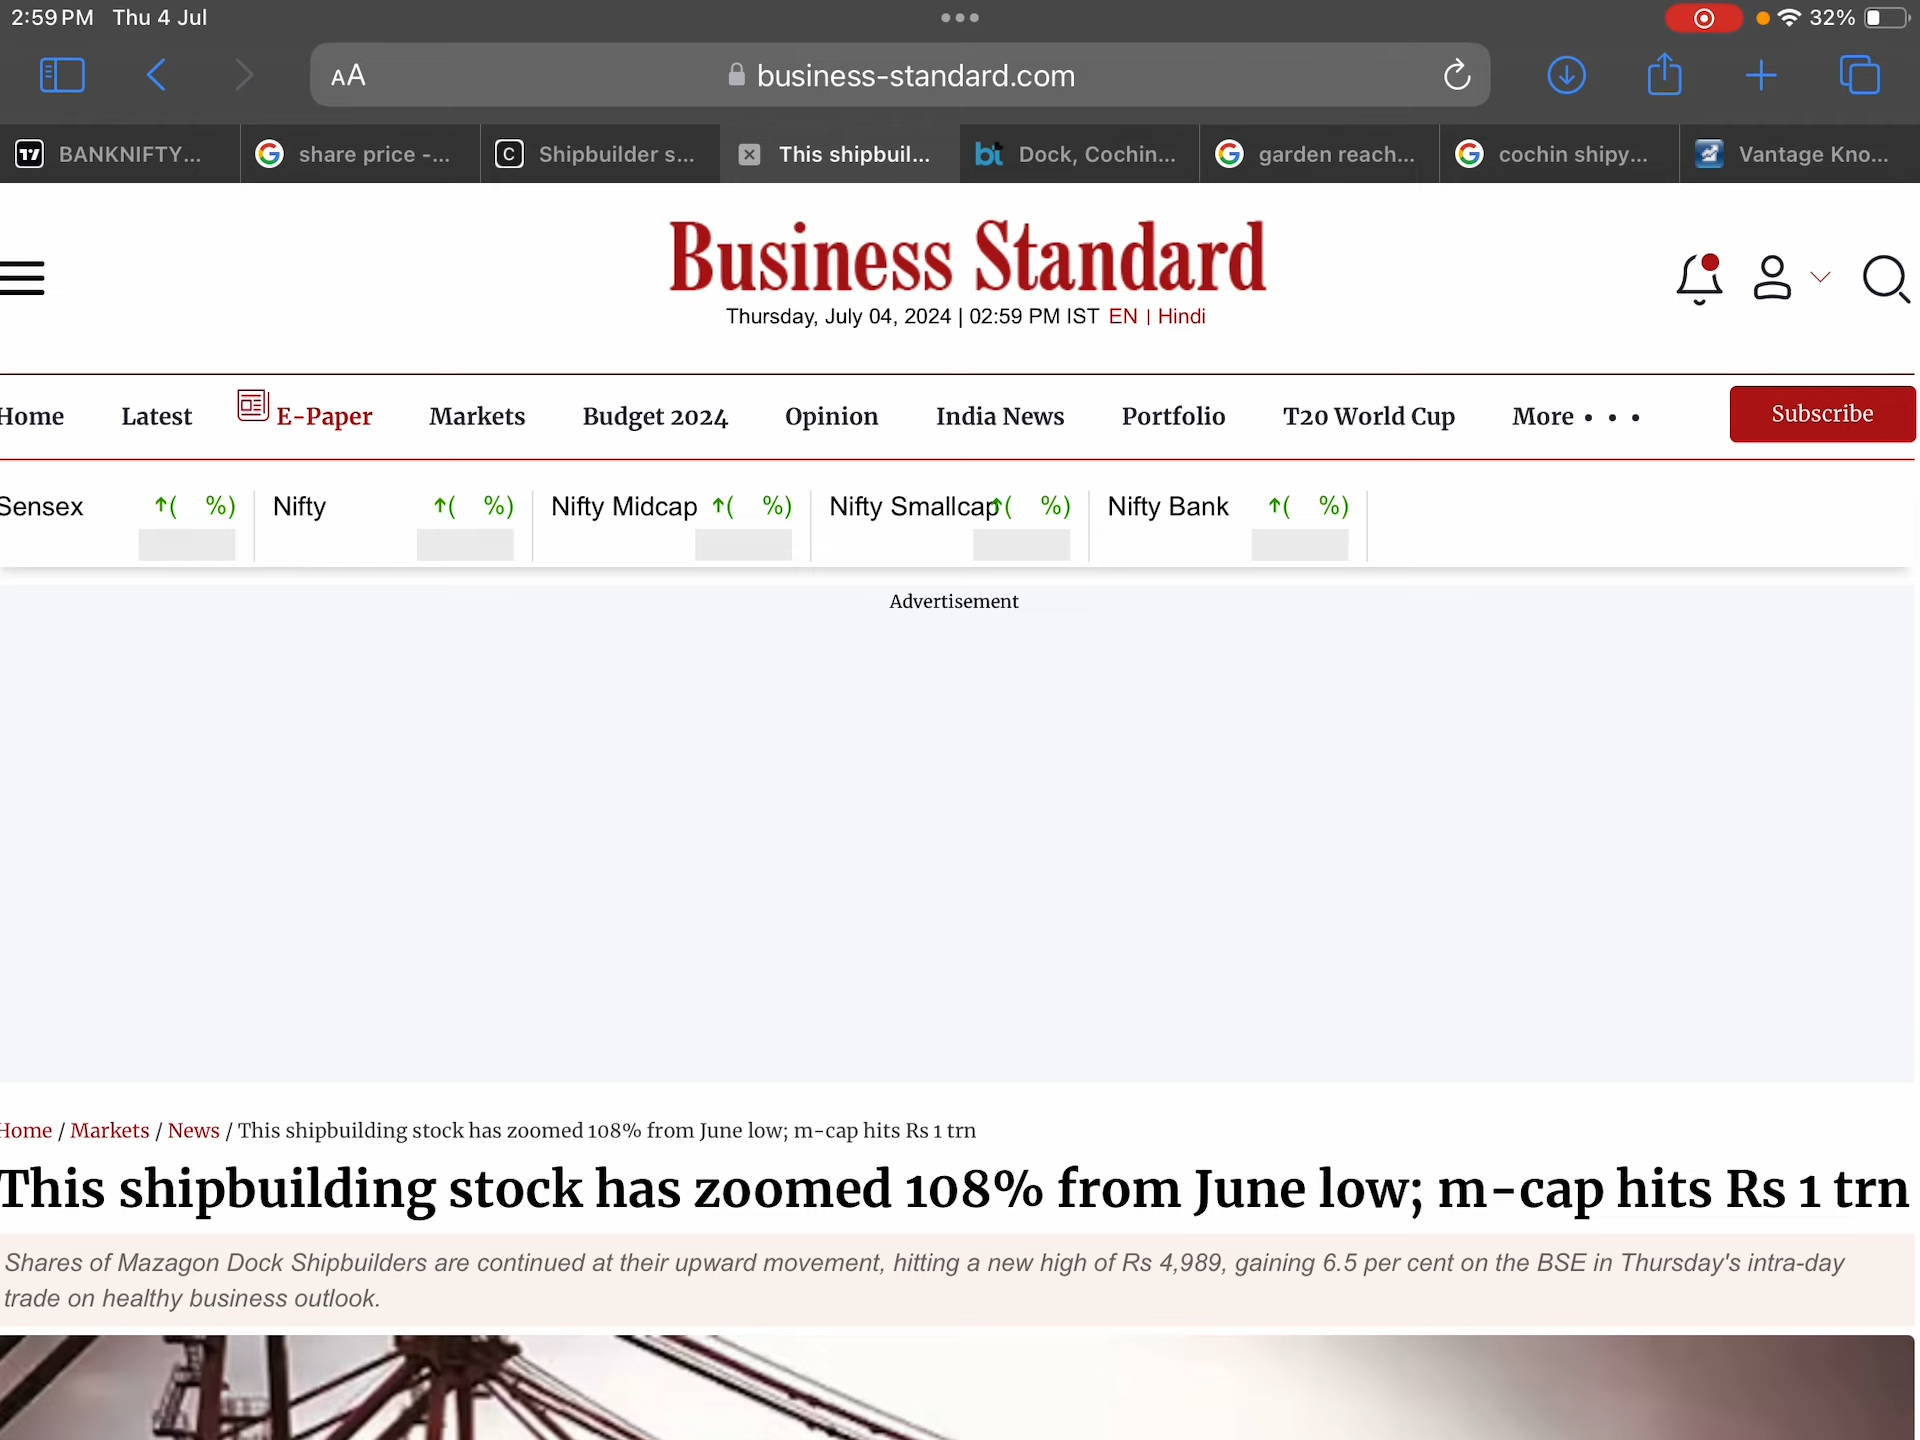 2:59 PM Thu 4 Jul
32%
AA business-standard.com
BANKNIFTY... share price -... Shipbuilder s... This shipbuil... Dock, Cochin... garden reach... cochin shipy... Vantage Kno...
Business Standard
Thursday, July 04, 2024 | 02:59 PM IST EN | Hindi
Home Latest E-Paper Markets Budget 2024 Opinion India News Portfolio T20 World Cup More • • • Subscribe
Sensex ↑( %) Nifty ↑( %) Nifty Midcap ↑( %) Nifty Smallcap ↑( %) Nifty Bank ↑( %)
Advertisement
Home / Markets / News / This shipbuilding stock has zoomed 108% from June low; m-cap hits Rs 1 trn
This shipbuilding stock has zoomed 108% from June low; m-cap hits Rs 1 trn
Shares of Mazagon Dock Shipbuilders are continued at their upward movement, hitting a new high of Rs 4,989, gaining 6.5 per cent on the BSE in Thursday's intra-day
trade on healthy business outlook.